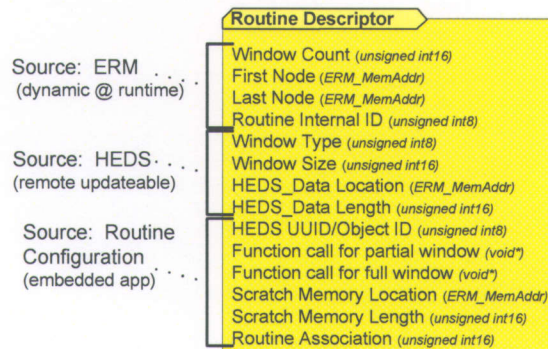 Routine Descriptor
Source: ERM
(dynamic @ runtime)
Window Count (unsigned int16)
First Node (ERM_MemAddr)
Last Node (ERM_MemAddr)
Routine Internal ID (unsigned int8)
Source: HEDS
(remote updateable)
Window Type (unsigned int8)
Window Size (unsigned int16)
HEDS_Data Location (ERM_MemAddr)
HEDS_Data Length (unsigned int16)
Source: Routine
Configuration
(embedded app)
HEDS UUID/Object ID (unsigned int8)
Function call for partial window (void*)
Function call for full window (void*)
Scratch Memory Location (ERM_MemAddr)
Scratch Memory Length (unsigned int16)
Routine Association (unsigned int16)